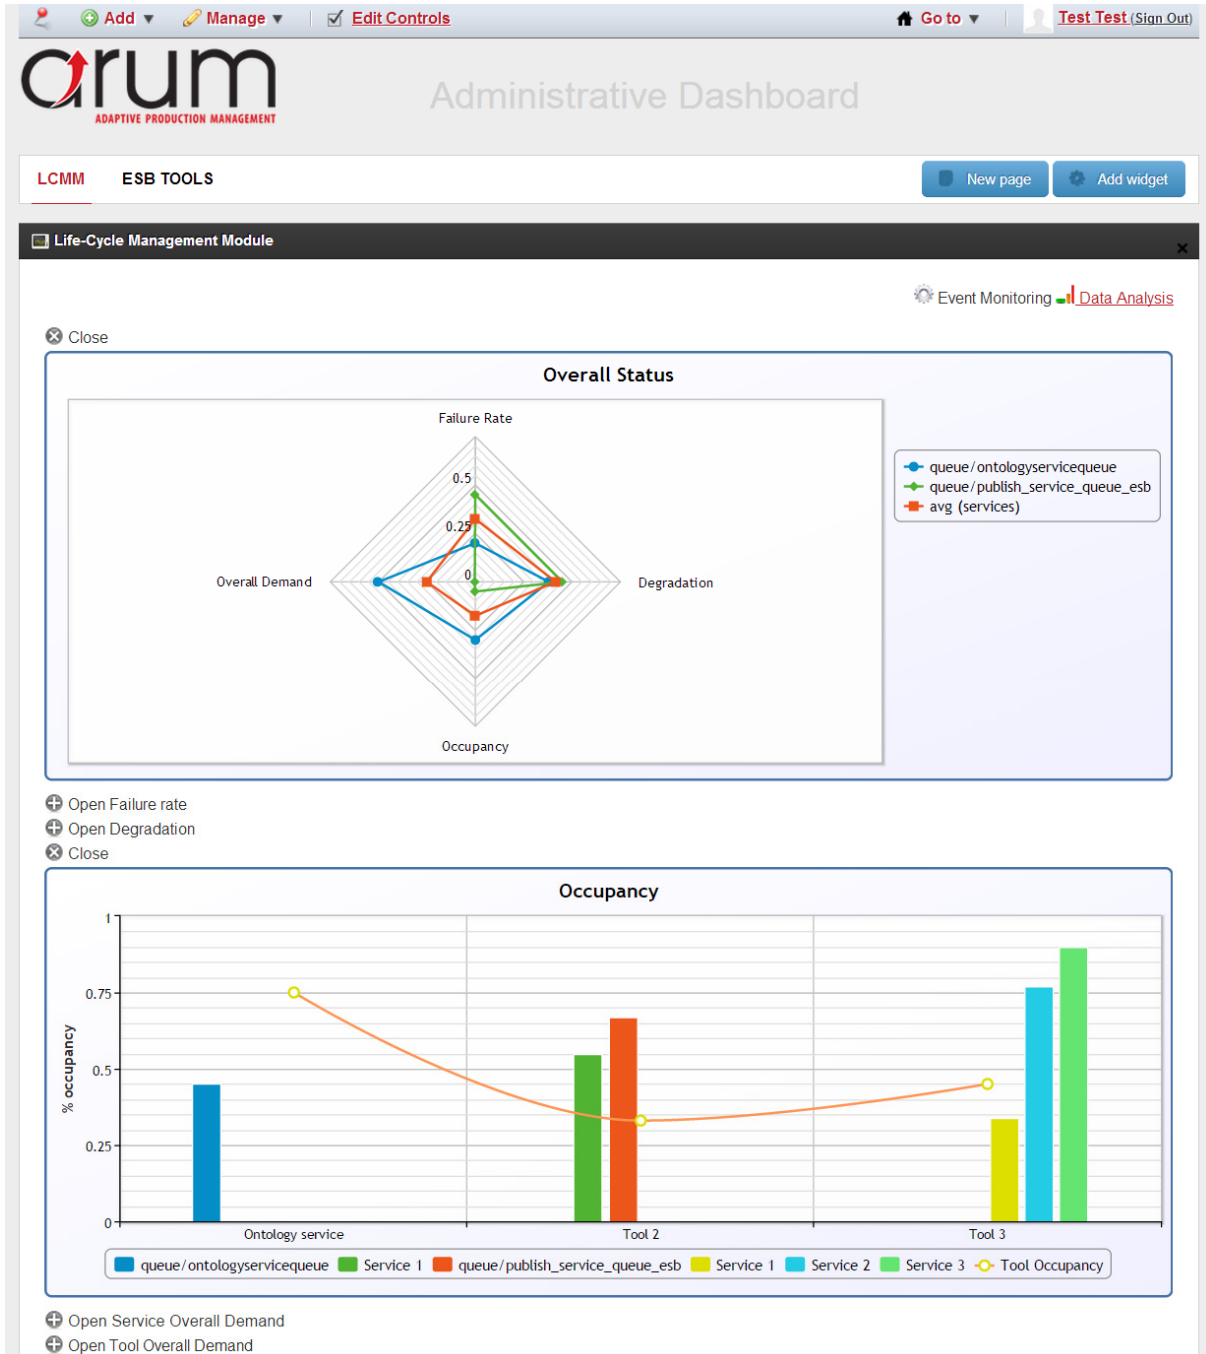 Add ▼ Manage ▼ Edit Controls Go to ▼ Test Test (Sign Out)
arum
ADAPTIVE PRODUCTION MANAGEMENT
Administrative Dashboard
LCMM ESB TOOLS New page Add widget
Life-Cycle Management Module
Event Monitoring Data Analysis
Close
Overall Status
Failure Rate
0.5
0.25
0
Overall Demand
Degradation
Occupancy
queue/ontologyservicequeue
queue/publish_service_queue_esb
avg (services)
Open Failure rate
Open Degradation
Close
Occupancy
% occupancy
1
0.75
0.5
0.25
0
Ontology service Tool 2 Tool 3
queue/ontologyservicequeue Service 1 queue/publish_service_queue_esb Service 1 Service 2 Service 3 Tool Occupancy
Open Service Overall Demand
Open Tool Overall Demand